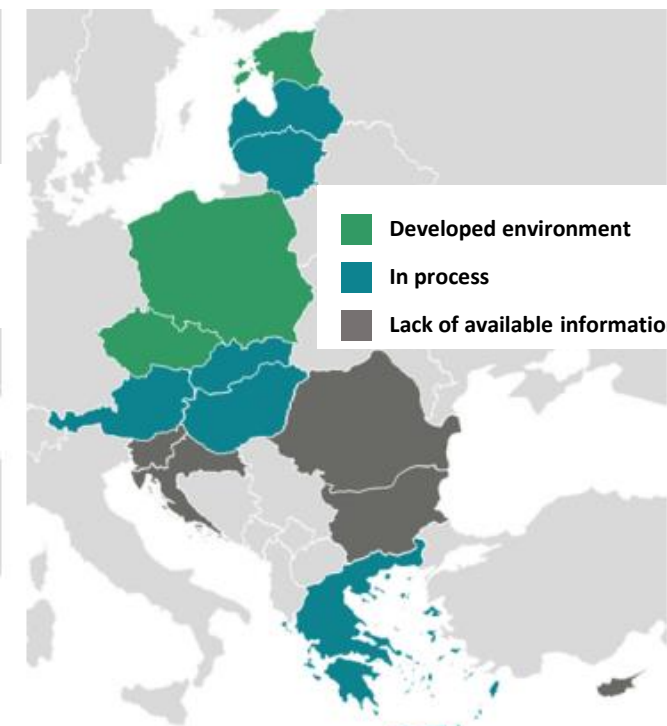 Developed environment
In process
Lack of available informatio